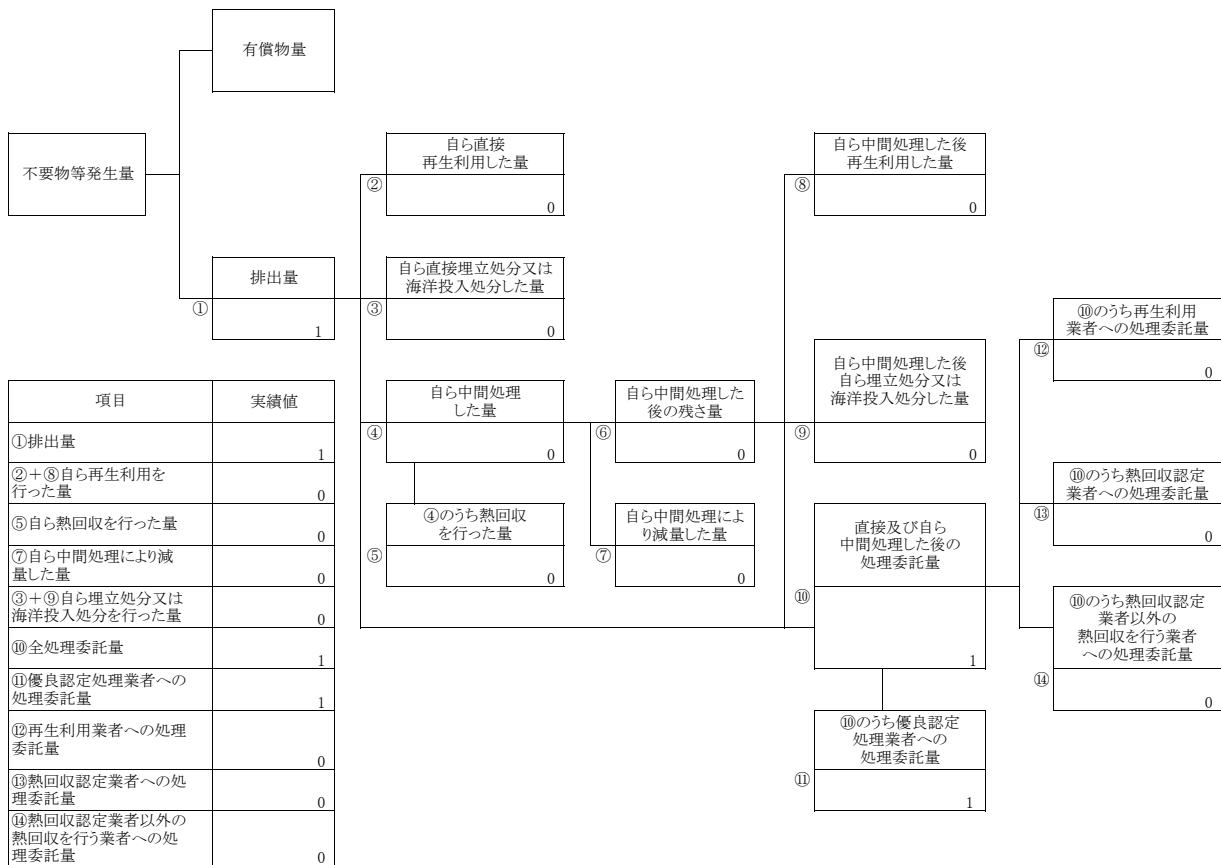 有償物量
不要物等発生量
自ら直接
再生利用した量
②
0
自ら中間処理した後
再生利用した量
⑧
0
排出量
①
1
自ら直接埋立処分又は
海洋投入処分した量
③
0
⑩のうち再生利用
業者への処理委託量
⑫
0
自ら中間処理
した量
④
0
自ら中間処理した
後の残さ量
⑥
0
自ら中間処理した後
自ら埋立処分又は
海洋投入処分した量
⑨
0
⑩のうち熱回収認定
業者への処理委託量
⑬
0
④のうち熱回収
を行った量
⑤
0
自ら中間処理によ
り減量した量
⑦
0
直接及び自ら
中間処理した後の
処理委託量
⑩
1
⑩のうち熱回収認定
業者以外の
熱回収を行う業者
への処理委託量
⑭
0
⑩のうち優良認定
処理業者への
処理委託量
⑪
1
項目 実績値
①排出量 1
②+⑧自ら再生利用を
行った量 0
⑤自ら熱回収を行った量 0
⑦自ら中間処理により減
量した量 0
③+⑨自ら埋立処分又は
海洋投入処分を行った量 0
⑩全処理委託量 1
⑪優良認定処理業者への
処理委託量 1
⑫再生利用業者への処理
委託量 0
⑬熱回収認定業者への処
理委託量 0
⑭熱回収認定業者以外の
熱回収を行う業者への処
理委託量 0